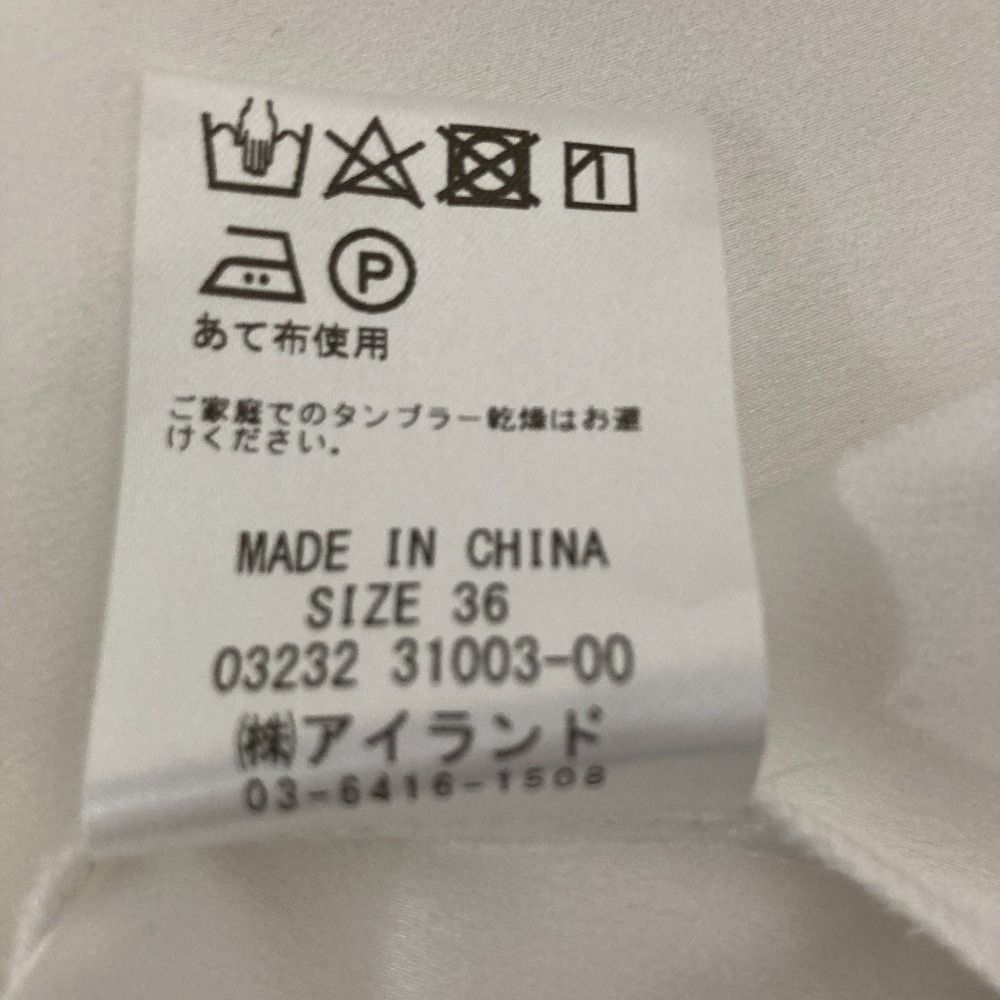 P
あて布使用
ご家庭でのタンブラー乾燥はお避
けください。
MADE IN CHINA
SIZE 36
03232 31003-00
㈱アイランド
03-6416-1508